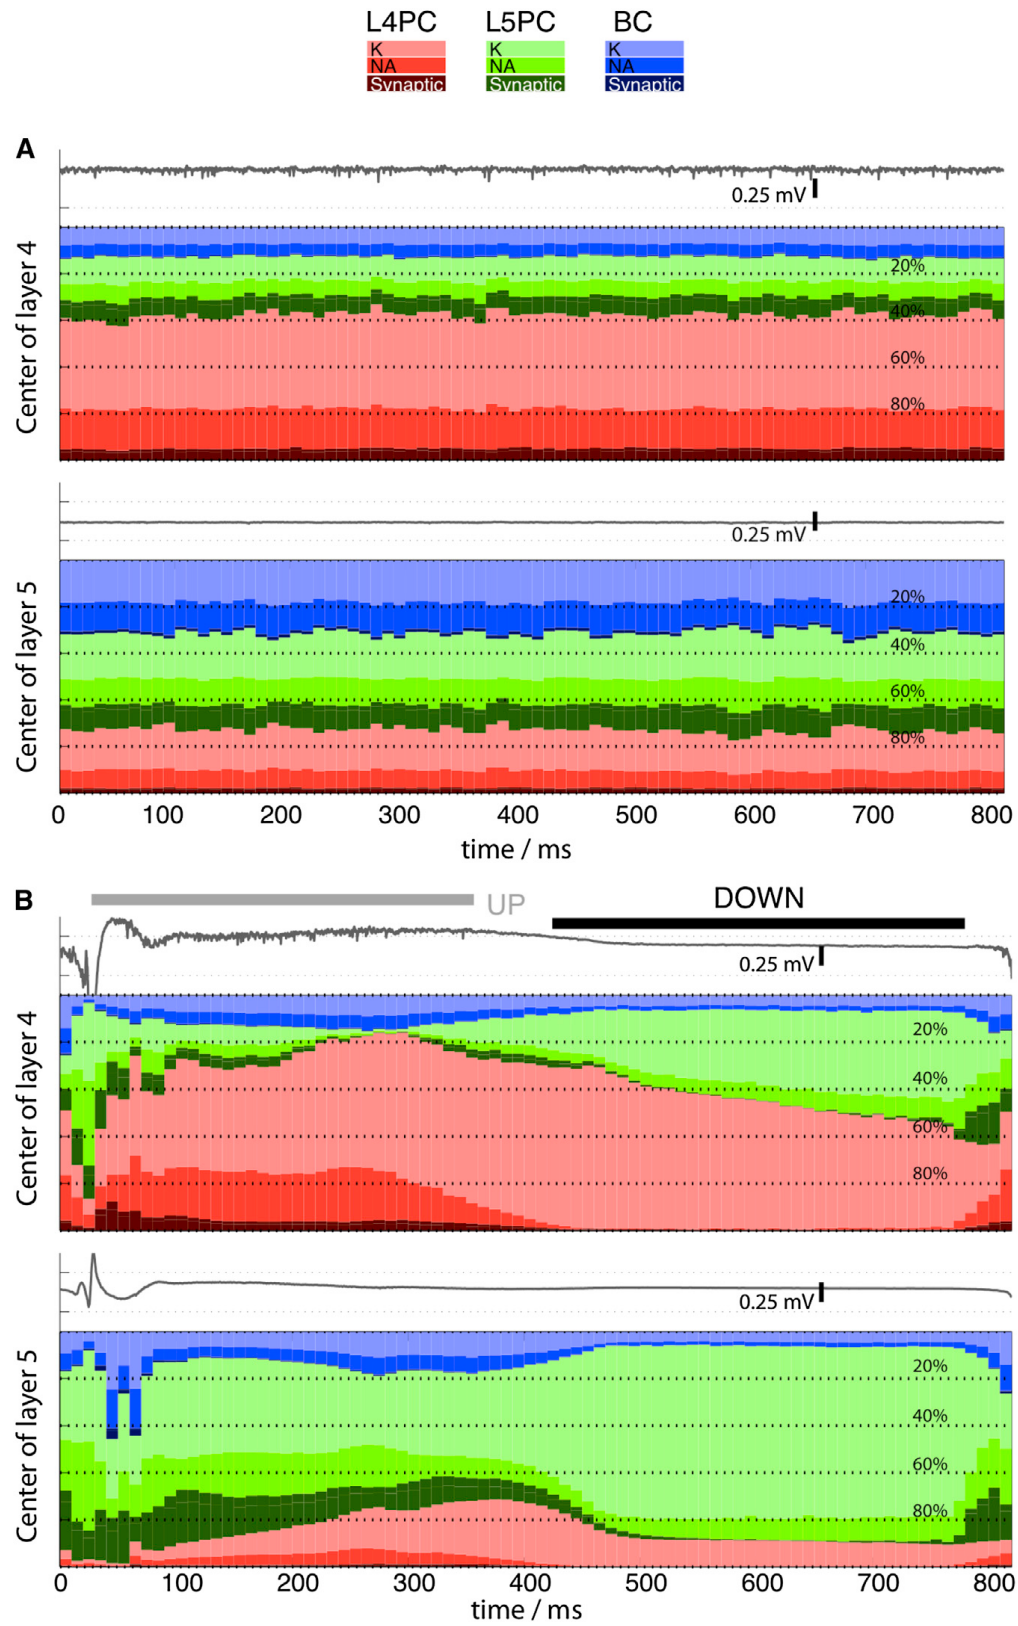 L4PC L5PC BC
K K K
NA NA NA
Synaptic Synaptic Synaptic
A
0.25 mV
Center of layer 4
20%
40%
60%
80%
0.25 mV
Center of layer 5
20%
40%
60%
80%
0 100 200 300 400 500 600 700 800
time / ms
B
UP
DOWN
0.25 mV
Center of layer 4
20%
40%
60%
80%
0.25 mV
Center of layer 5
20%
40%
60%
80%
0 100 200 300 400 500 600 700 800
time / ms